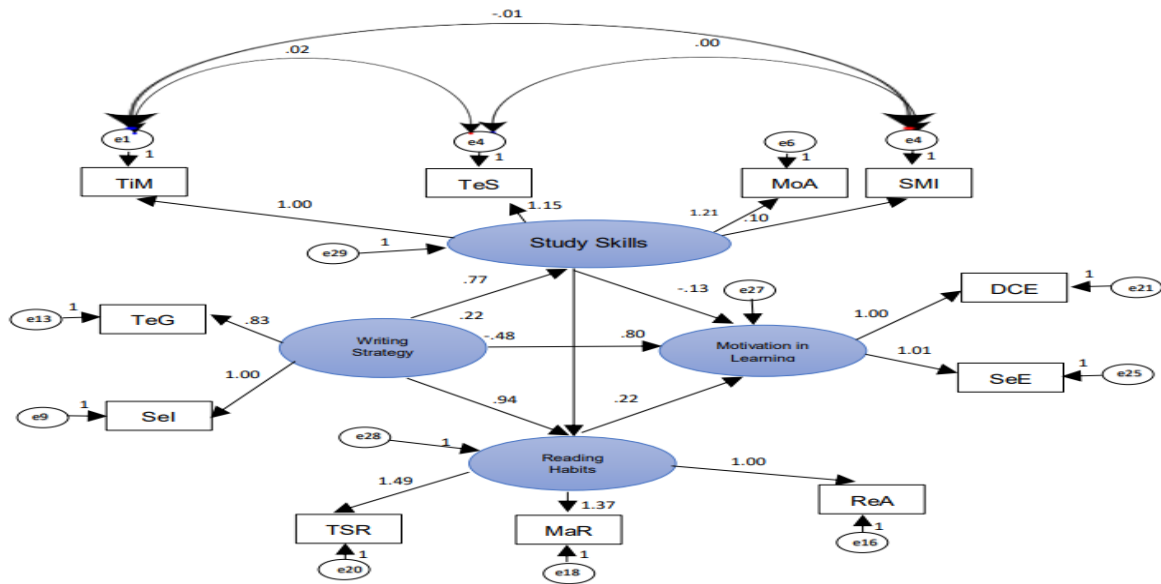 -.01
.02
.00
e1
e4
e6
e4
1
1
1
1
TiM
TeS
MoA
SMI
1.00
1.15
1.21
.10
e29
1
Study Skills
.77
-.13
e27
DCE
1
e21
e13
1
TeG
.83
.22
1.00
Writing
Strategy
-.48
.80
Motivation in
Learning
1.01
SeE
1
e25
1.00
e9
1
SeI
.94
.22
e28
1
Reading
Habits
1.00
1.49
1.37
ReA
TSR
MaR
1
e16
1
e20
1
e18